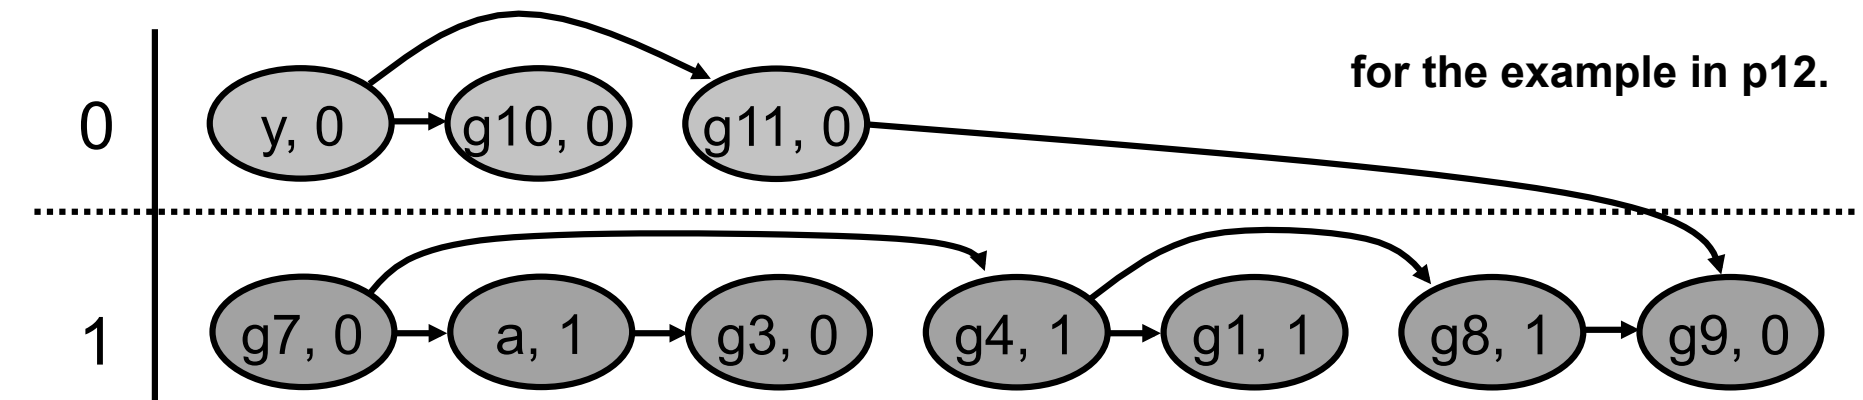 for the example in p12.
0 y, 0 g10, 0 g11, 0
1 g7, 0 a, 1 g3, 0 g4, 1 g1, 1 g8, 1 g9, 0